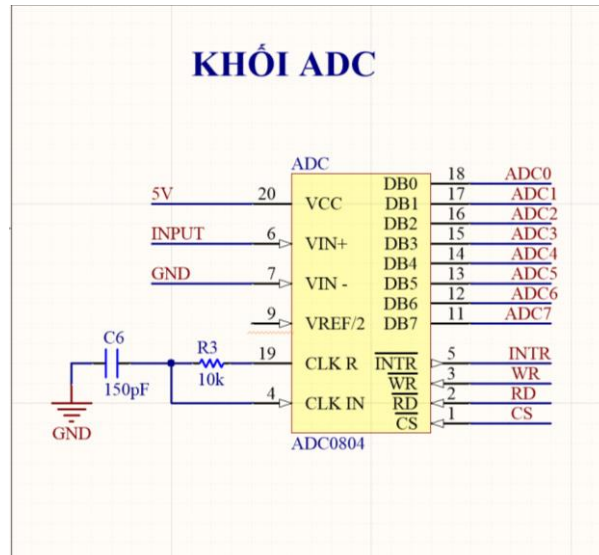 KHỐI ADC
ADC
5V 20 VCC
INPUT 6 VIN+
GND 7 VIN -
9 VREF/2
C6
150pF
R3
10k
19 CLK R
4 CLK IN
GND
DB0 18 ADC0
DB1 17 ADC1
DB2 16 ADC2
DB3 15 ADC3
DB4 14 ADC4
DB5 13 ADC5
DB6 12 ADC6
DB7 11 ADC7
INTR 5 INTR
WR 3 WR
RD 2 RD
CS 1 CS
ADC0804